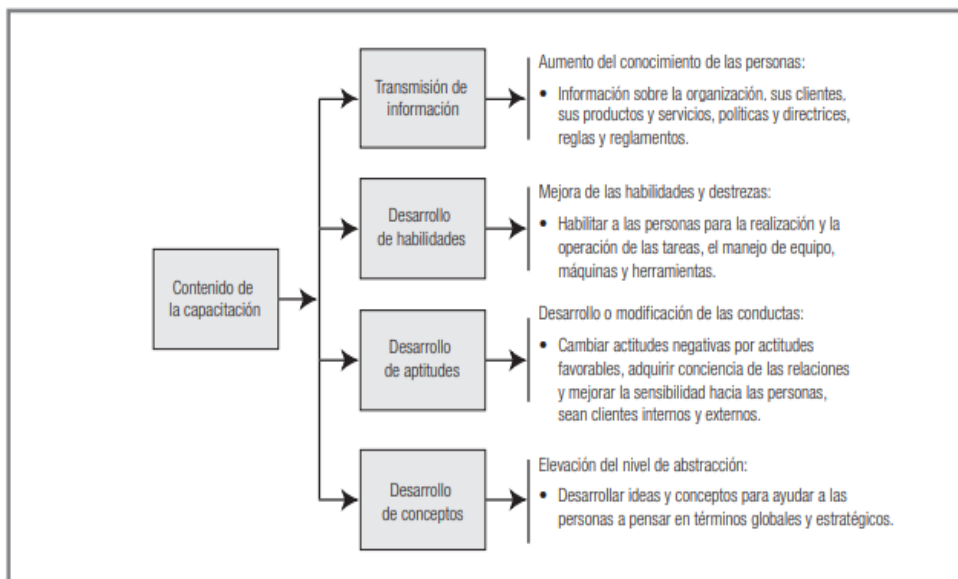 Transmisión de
información
Aumento del conocimiento de las personas:
• Información sobre la organización, sus clientes,
sus productos y servicios, políticas y directrices,
reglas y reglamentos.
Desarrollo
de habilidades
Mejora de las habilidades y destrezas:
• Habilitar a las personas para la realización y la
operación de las tareas, el manejo de equipo,
máquinas y herramientas.
Contenido de
la capacitación
Desarrollo
de aptitudes
Desarrollo o modificación de las conductas:
• Cambiar actitudes negativas por actitudes
favorables, adquirir conciencia de las relaciones
y mejorar la sensibilidad hacia las personas,
sean clientes internos y externos.
Desarrollo
de conceptos
Elevación del nivel de abstracción:
• Desarrollar ideas y conceptos para ayudar a las
personas a pensar en términos globales y estratégicos.